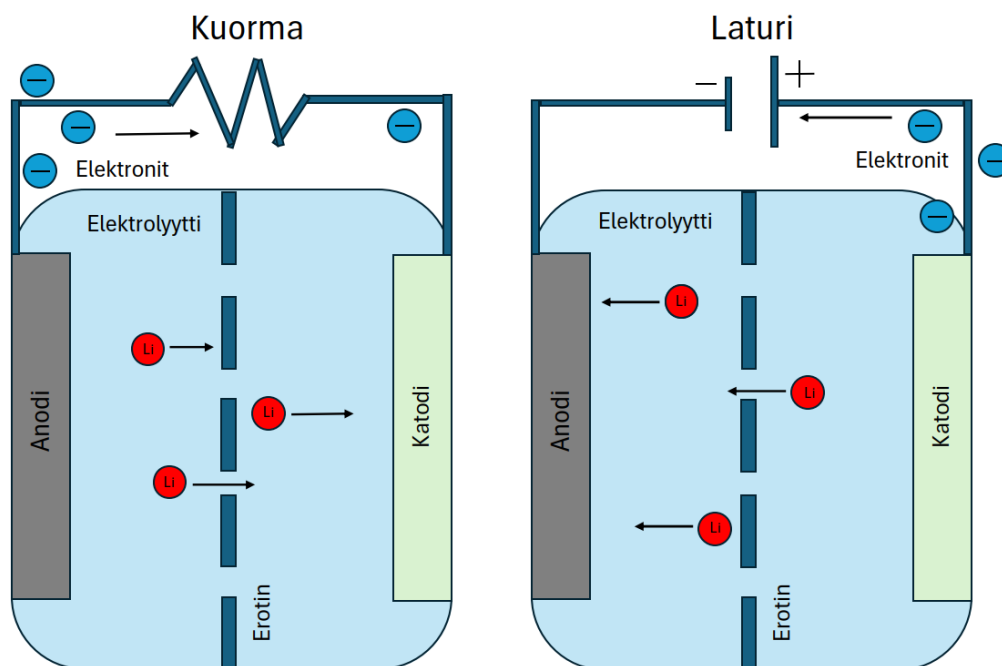 Kuorma
Elektronit
Elektrolyytti
Li
Li
Li
Anodi
Katodi
Erotin
Laturi
− +
Elektronit
Elektrolyytti
Li
Li
Li
Anodi
Katodi
Erotin